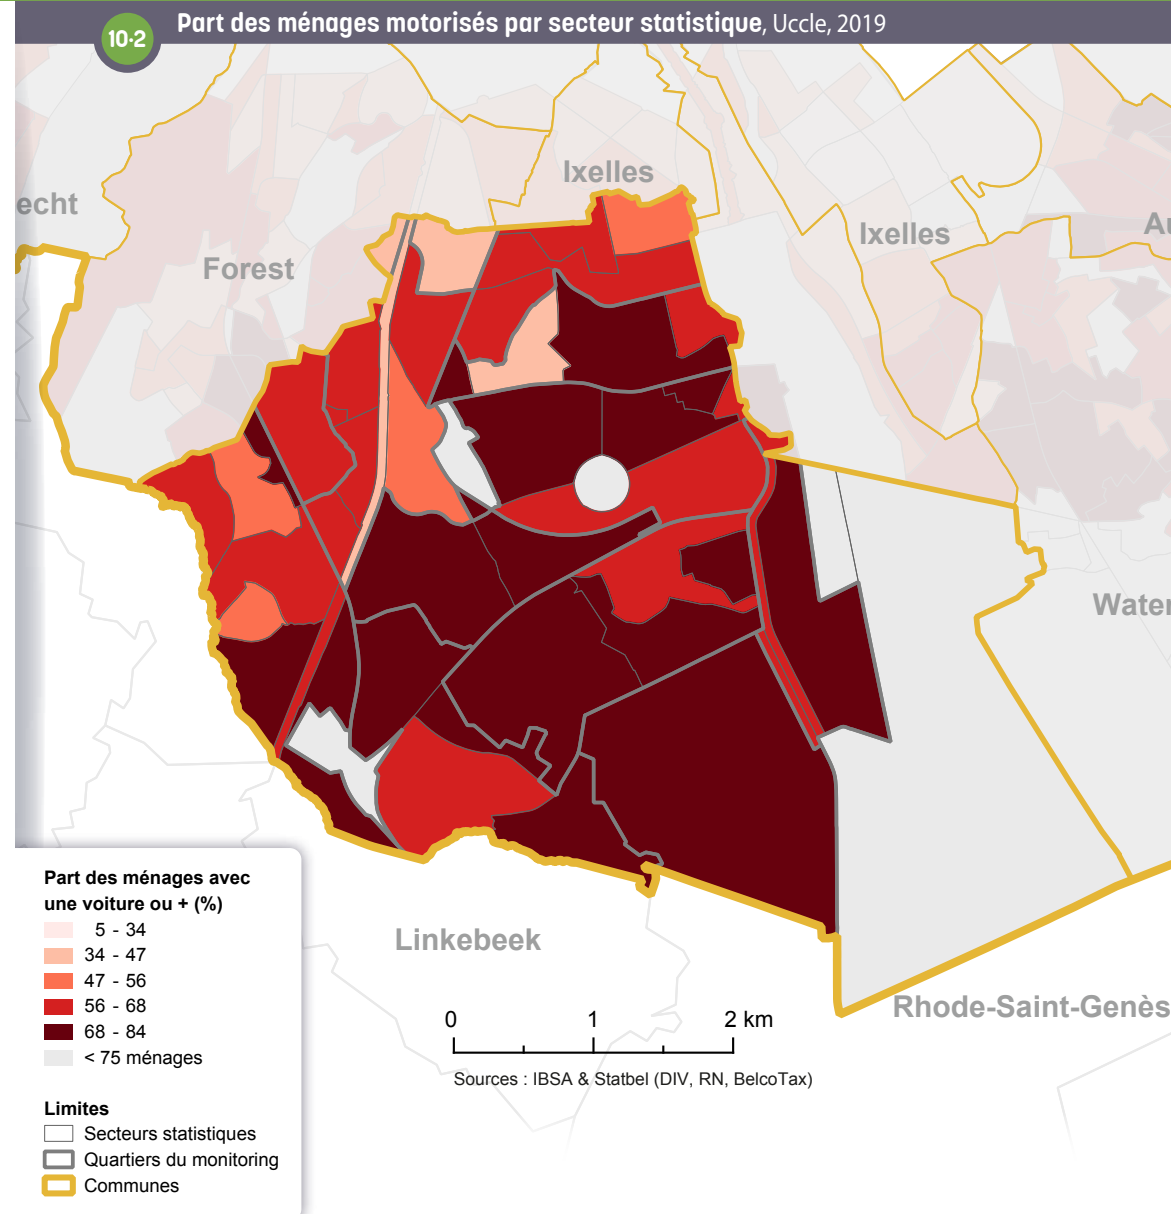 10·2
Part des ménages motorisés par secteur statistique, Uccle, 2019
Ixelles
echt
Ixelles
Au
Forest
Water
Linkebeek
Rhode-Saint-Genès
Part des ménages avec
une voiture ou + (%)
5 - 34
34 - 47
47 - 56
56 - 68
68 - 84
< 75 ménages
Limites
Secteurs statistiques
Quartiers du monitoring
Communes
0 1 2 km
Sources : IBSA & Statbel (DIV, RN, BelcoTax)